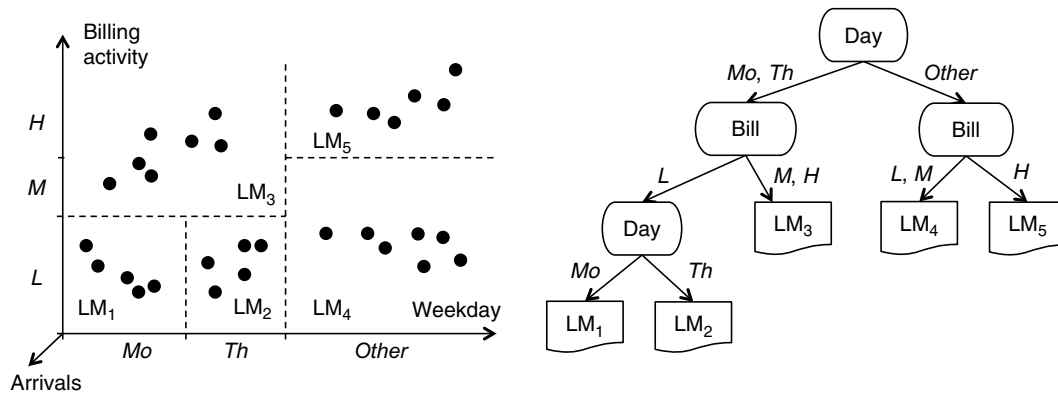 Billing
activity
H
M
L
LM5
LM3
LM1
LM2
LM4
Weekday
Mo
Th
Other
Arrivals
Day
Mo, Th
Other
Bill
Bill
L
M, H
L, M
H
Day
LM3
LM4
LM5
Mo
Th
LM1
LM2